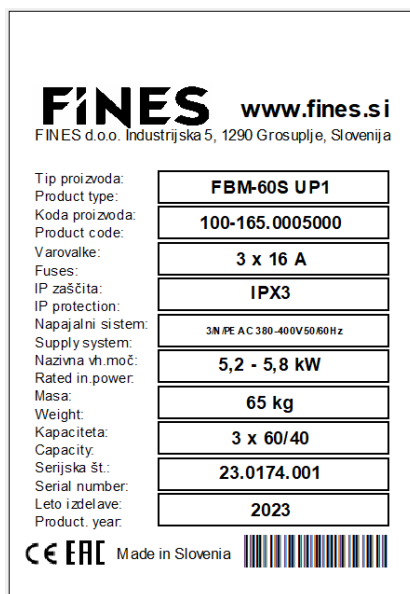 FiNES www.fines.si
FINES d.o.o. Industrijska 5, 1290 Grosuplje, Slovenija
Tip proizvoda:
Product type:
FBM-60S UP1
Koda proizvoda:
Product code:
100-165.0005000
Varovalke:
Fuses:
3 x 16 A
IP zaščita:
IP protection:
IPX3
Napajalni sistem:
Supply system:
3/N/PE AC 380-400V 50/60Hz
Nazivna vh.moč:
Rated in.power:
5,2 - 5,8 kW
Masa:
Weight:
65 kg
Kapaciteta:
Capacity:
3 x 60/40
Serijska št.:
Serial number:
23.0174.001
Leto izdelave:
Product. year:
2023
CE EAC Made in Slovenia